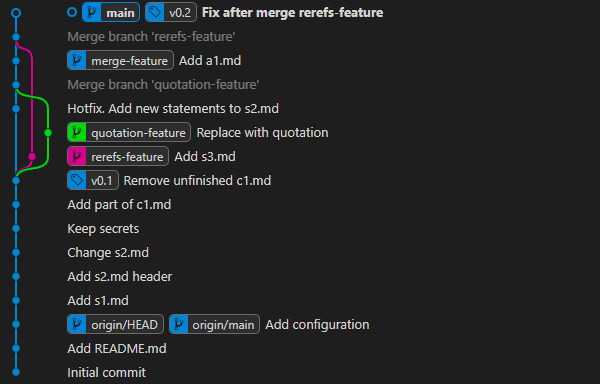 main v0.2 Fix after merge rerefs-feature
Merge branch 'rerefs-feature'
merge-feature Add a1.md
Merge branch 'quotation-feature'
Hotfix. Add new statements to s2.md
quotation-feature Replace with quotation
rerefs-feature Add s3.md
v0.1 Remove unfinished c1.md
Add part of c1.md
Keep secrets
Change s2.md
Add s2.md header
Add s1.md
origin/HEAD origin/main Add configuration
Add README.md
Initial commit